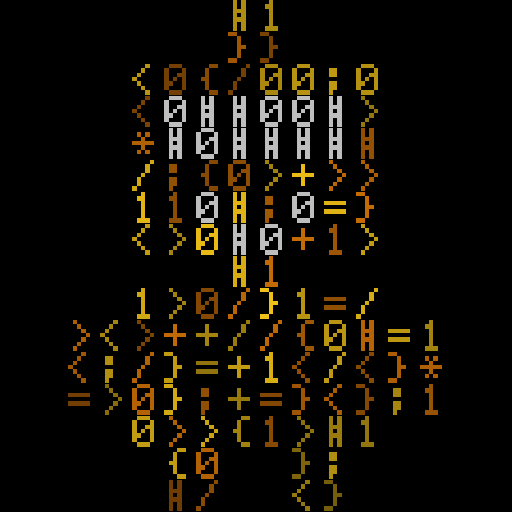 H1
}}
<0{/00;0
<0HH00H>
*H0HHHHH
/;{0>+>>
110H;0=}
<>0H0+1>
H1
1>0/}1=/
><>++//{0H=1
<;/}=+1</<}*
=>0};+=}<};1
0>>{1>H1
{0 };
H/ <}